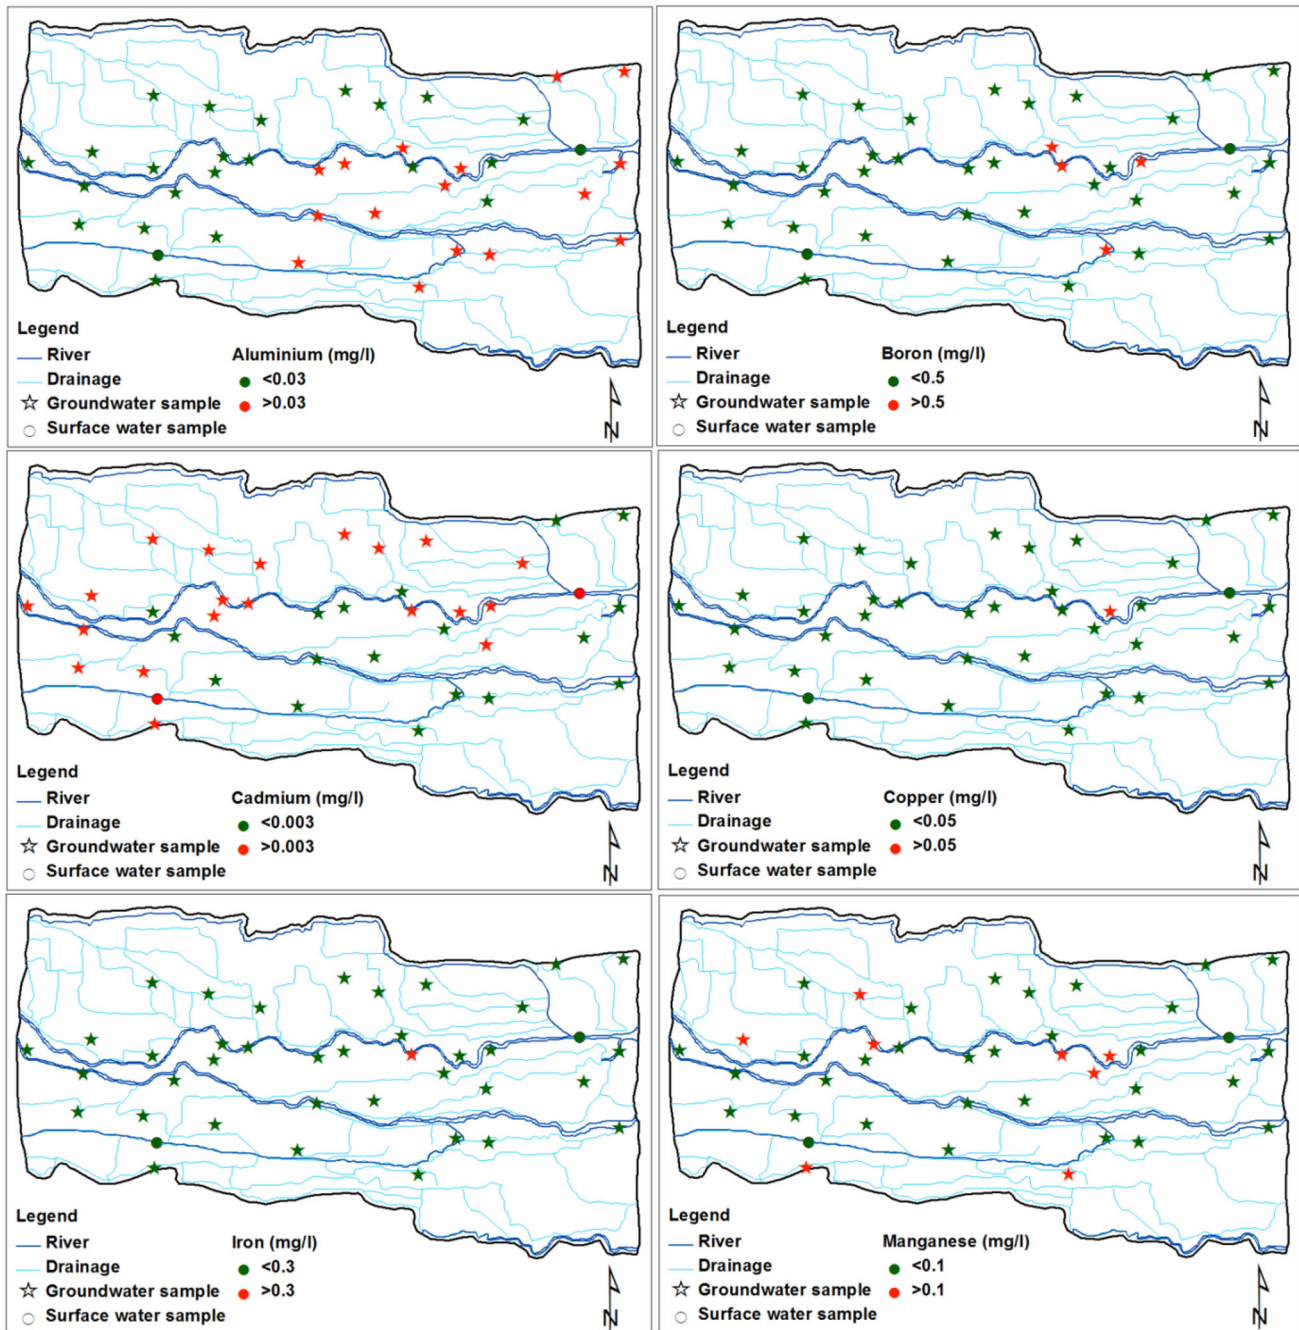 Legend
River
Drainage
Groundwater sample
Surface water sample
Aluminium (mg/l)
<0.03
>0.03
N
Legend
River
Drainage
Groundwater sample
Surface water sample
Boron (mg/l)
<0.5
>0.5
N
Legend
River
Drainage
Groundwater sample
Surface water sample
Cadmium (mg/l)
<0.003
>0.003
N
Legend
River
Drainage
Groundwater sample
Surface water sample
Copper (mg/l)
<0.05
>0.05
N
Legend
River
Drainage
Groundwater sample
Surface water sample
Iron (mg/l)
<0.3
>0.3
N
Legend
River
Drainage
Groundwater sample
Surface water sample
Manganese (mg/l)
<0.1
>0.1
N